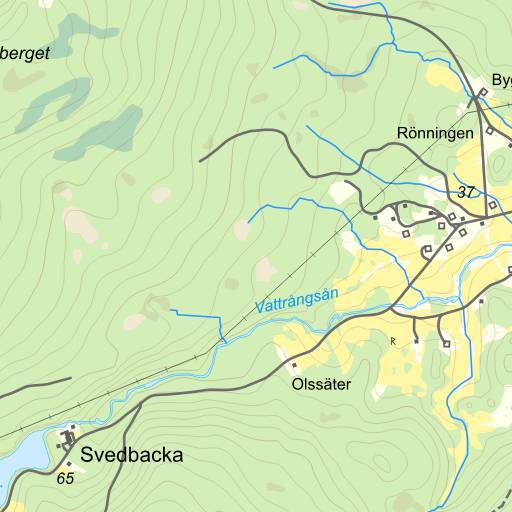 berget
Byg
Rönningen
37
Vattrångsån
R
Olssäter
Svedbacka
65